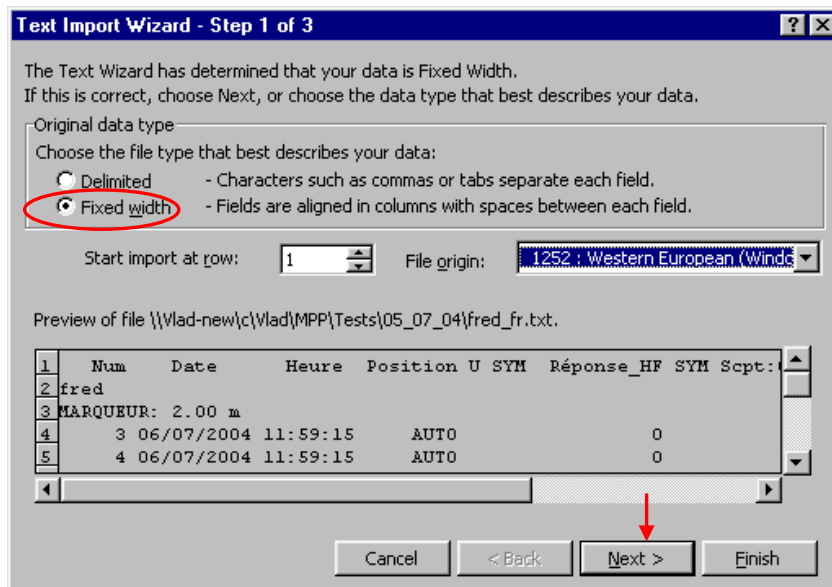 Text Import Wizard - Step 1 of 3
The Text Wizard has determined that your data is Fixed Width.
If this is correct, choose Next, or choose the data type that best describes your data.
Original data type
Choose the file type that best describes your data:
Delimited - Characters such as commas or tabs separate each field.
Fixed width - Fields are aligned in columns with spaces between each field.
Start import at row: 1 File origin: 1252 : Western European (Windo
Preview of file \\Vlad-new\c\Vlad\MPP\Tests\05_07_04\fred_fr.txt.
1 Num Date Heure Position U SYM Réponse_HF SYM Scpt:
2 fred
3 MARQUEUR: 2.00 m
4 3 06/07/2004 11:59:15 AUTO 0
5 4 06/07/2004 11:59:15 AUTO 0
Cancel < Back Next > Finish